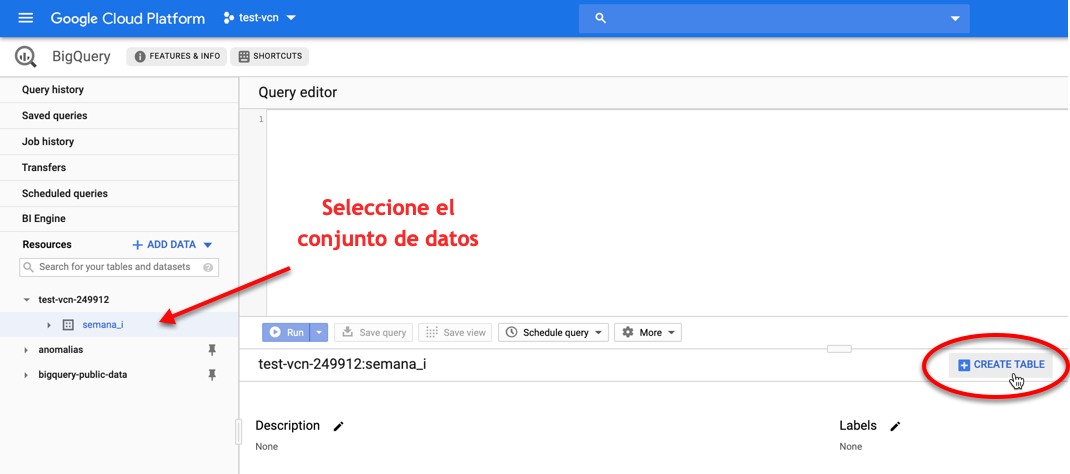 Google Cloud Platform test-vcn
BigQuery FEATURES & INFO SHORTCUTS
Query history
Saved queries
Job history
Transfers
Scheduled queries
BI Engine
Resources ADD DATA
Search for your tables and datasets
test-vcn-249912
semana_i
anomalias
bigquery-public-data
Query editor
1
Seleccione el
conjunto de datos
Run Save query Save view Schedule query More
test-vcn-249912:semana_i CREATE TABLE
Description Labels
None None